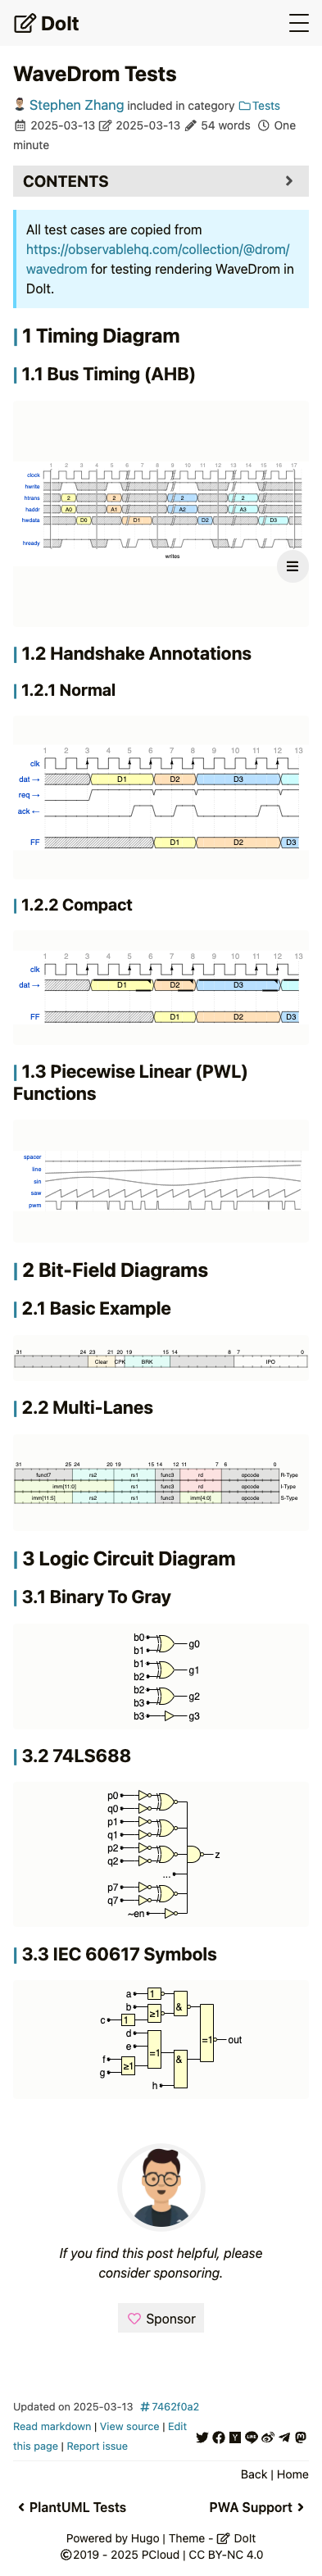 DoIt
WaveDrom Tests
Stephen Zhang included in category Tests
2025-03-13 2025-03-13 54 words One
minute
CONTENTS
All test cases are copied from
https://observablehq.com/collection/@drom/
wavedrom for testing rendering WaveDrom in
DoIt.
1 Timing Diagram
1.1 Bus Timing (AHB)
1 2 3 4 5 6 7 8 9 10 11 12 13 14 15 16 17
clock
hwrite
htrans 2 2 2 2
haddr A0 A1 A2 A3
hwdata D0 D1 D2 D3
hready
writes
1.2 Handshake Annotations
1.2.1 Normal
1 2 3 4 5 6 7 8 9 10 11 12 13
clk
dat → D1 D2 D3
req →
ack ←
FF D1 D2 D3
1.2.2 Compact
1 2 3 4 5 6 7 8 9 10 11 12 13
clk
dat → D1 D2 D3
FF D1 D2 D3
1.3 Piecewise Linear (PWL)
Functions
spacer
line
sin
saw
pwm
2 Bit-Field Diagrams
2.1 Basic Example
31 24 23 21 20 19 15 14 8 7 0
Clear BRK IPO
2.2 Multi-Lanes
31 25 24 20 19 15 14 12 11 7 6 0
funct7 rs2 rs1 func3 rd opcode R-Type
imm[11:0] rs1 func3 rd opcode I-Type
imm[11:5] rs2 rs1 func3 imm[4:0] opcode S-Type
3 Logic Circuit Diagram
3.1 Binary To Gray
b0
b1 g0
b1
b2 g1
b2
b3 g2
b3 g3
3.2 74LS688
p0
q0
p1
q1
p2
q2 z
...
p7
q7
~en
3.3 IEC 60617 Symbols
a 1
b ≥1 &
c 1
d
e =1 =1 out
f
g ≥1 &
h
If you find this post helpful, please
consider sponsoring.
Sponsor
Updated on 2025-03-13 7462f0a2
Read markdown | View source | Edit
this page | Report issue
Back | Home
PlantUML Tests PWA Support
Powered by Hugo | Theme - DoIt
©2019 - 2025 PCloud | CC BY-NC 4.0